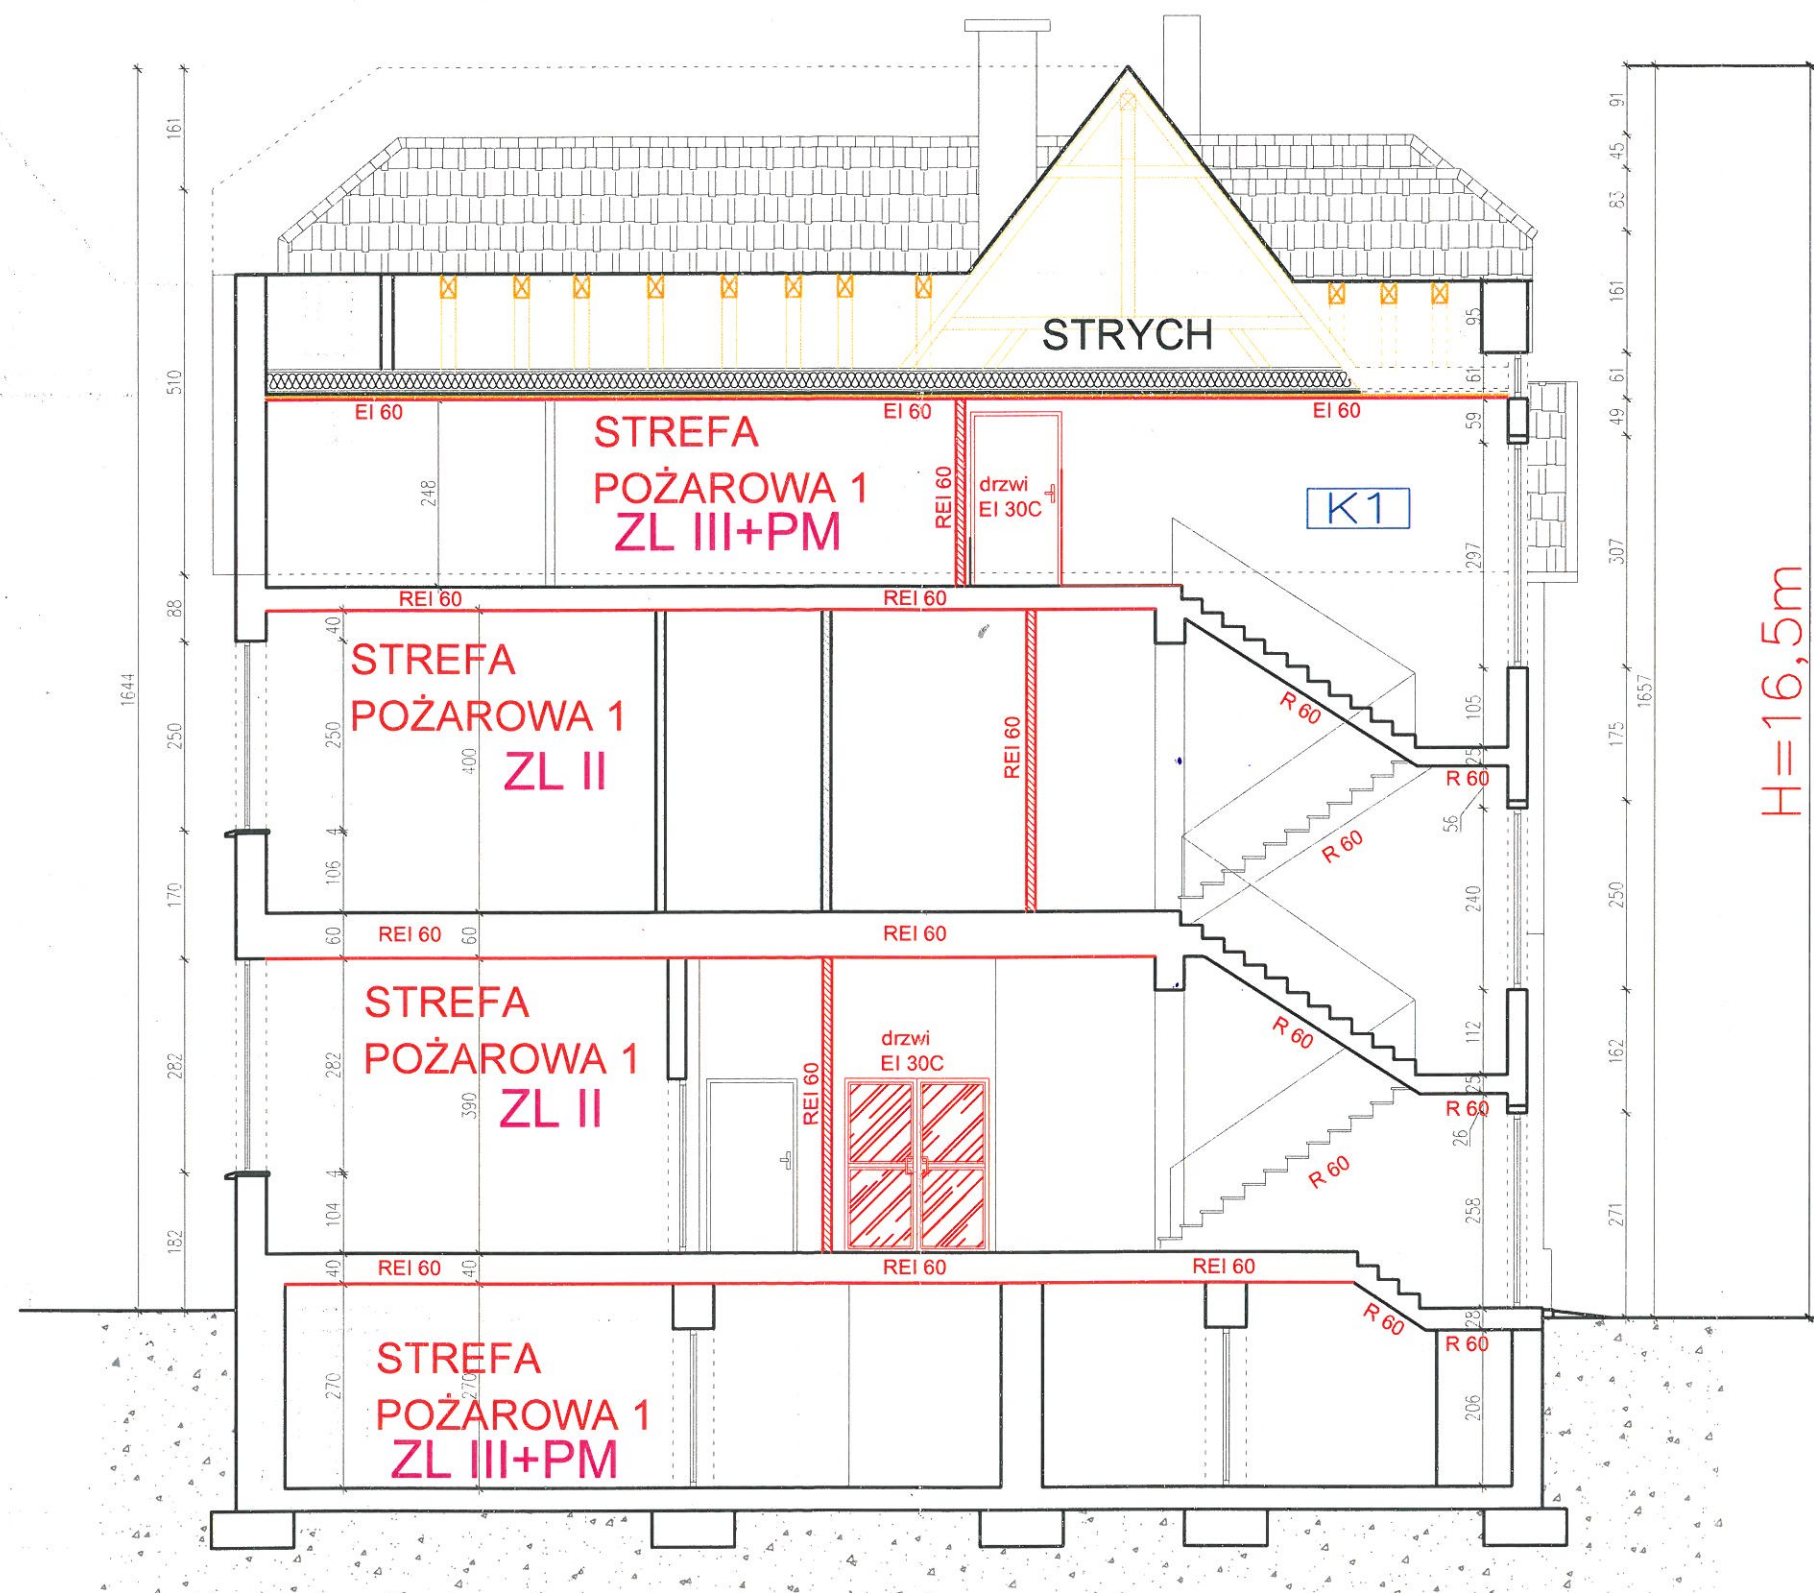 161
91
45
83
161
STRYCH
95
61
61
510
EI 60
EI 60
EI 60
59
49
STREFA
POŻAROWA 1
ZL III+PM
248
REI 60
drzwi
EI 30C
K1
297
307
H=16,5m
REI 60
REI 60
88
40
STREFA
POŻAROWA 1
ZL II
1644
250
250
400
REI 60
R 60
105
175
1657
25
R 60
56
R 60
4
106
170
240
250
REI 60
REI 60
60
60
STREFA
POŻAROWA 1
ZL II
282
282
390
drzwi
EI 30C
REI 60
R 60
112
162
25
R 60
26
R 60
4
104
182
258
271
REI 60
REI 60
REI 60
40
40
R 60
28
R 60
STREFA
POŻAROWA 1
ZL III+PM
270
270
206